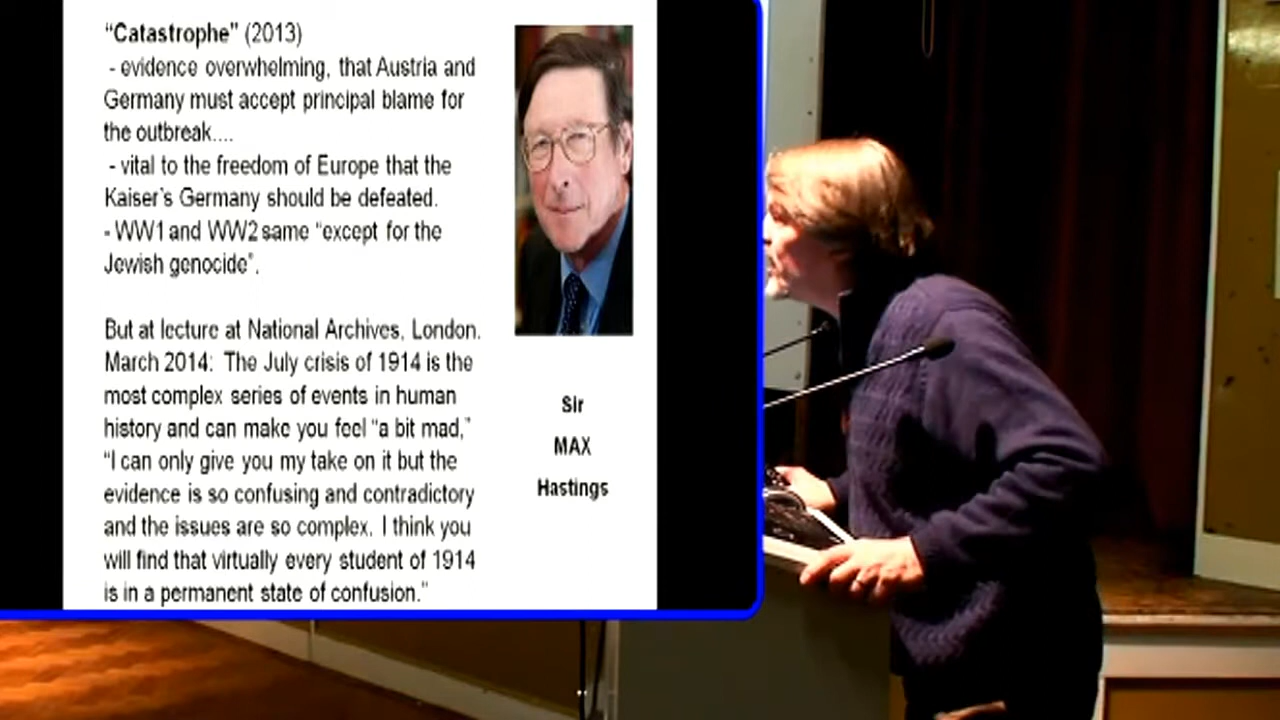 “Catastrophe” (2013)
- evidence overwhelming, that Austria and
Germany must accept principal blame for
the outbreak....
- vital to the freedom of Europe that the
Kaiser’s Germany should be defeated.
- WW1 and WW2 same “except for the
Jewish genocide”.
But at lecture at National Archives, London.
March 2014: The July crisis of 1914 is the
most complex series of events in human
history and can make you feel “a bit mad,”
“I can only give you my take on it but the
evidence is so confusing and contradictory
and the issues are so complex. I think you
will find that virtually every student of 1914
is in a permanent state of confusion.”
Sir
MAX
Hastings